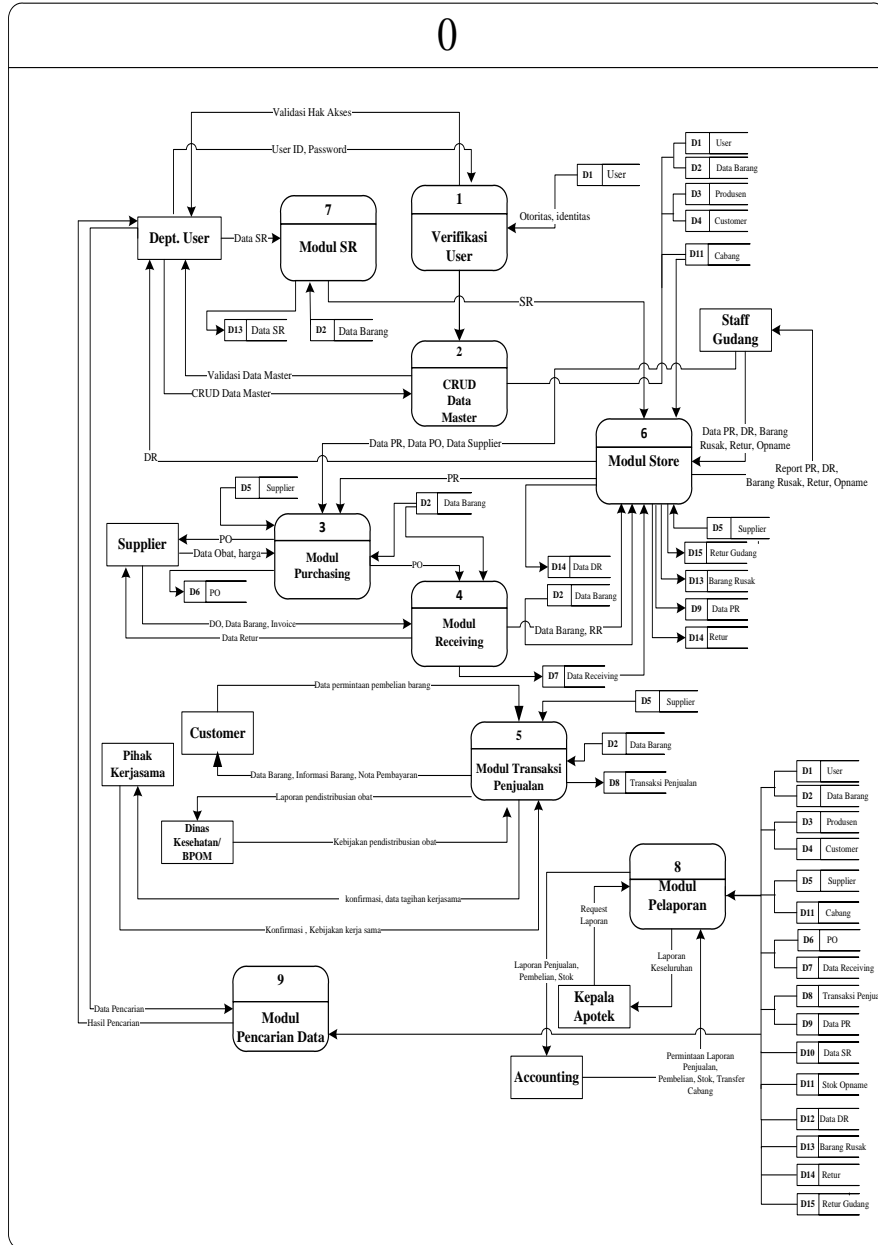 0
Validasi Hak Akses
User ID, Password
D1 User
D2 Data Barang
D3 Produsen
D4 Customer
D11 Cabang
D1 User
Otoritas, identitas
1
Verifikasi
User
7
Modul SR
Dept. User
Data SR
SR
D13 Data SR
D2 Data Barang
Staff
Gudang
2
CRUD
Data
Master
Validasi Data Master
CRUD Data Master
Data PR, Data PO, Data Supplier
DR
6
Modul Store
Data PR, DR, Barang
Rusak, Retur, Opname
Report PR, DR,
Barang Rusak, Retur, Opname
PR
D5 Supplier
D2 Data Barang
3
Modul
Purchasing
Supplier
PO
Data Obat, harga
D6 PO
PO
4
Modul
Receiving
DO, Data Barang, Invoice
Data Retur
D14 Data DR
D2 Data Barang
Data Barang, RR
D7 Data Receiving
D5 Supplier
D15 Retur Gudang
D13 Barang Rusak
D9 Data PR
D14 Retur
Data permintaan pembelian barang
Customer
D5 Supplier
5
Modul Transaksi
Penjualan
D2 Data Barang
D8 Transaksi Penjualan
Pihak
Kerjasama
Data Barang, Informasi Barang, Nota Pembayaran
Laporan pendistribusian obat
Dinas
Kesehatan/
BPOM
Kebijakan pendistribusian obat
konfirmasi, data tagihan kerjasama
Konfirmasi , Kebijakan kerja sama
8
Modul
Pelaporan
Request
Laporan
Laporan
Keseluruhan
Laporan Penjualan,
Pembelian, Stok
Kepala
Apotek
Accounting
Permintaan Laporan
Penjualan,
Pembelian, Stok, Transfer
Cabang
9
Modul
Pencarian Data
Data Pencarian
Hasil Pencarian
D1 User
D2 Data Barang
D3 Produsen
D4 Customer
D5 Supplier
D11 Cabang
D6 PO
D7 Data Receiving
D8 Transaksi Penjua
D9 Data PR
D10 Data SR
D11 Stok Opname
D12 Data DR
D13 Barang Rusak
D14 Retur
D15 Retur Gudang